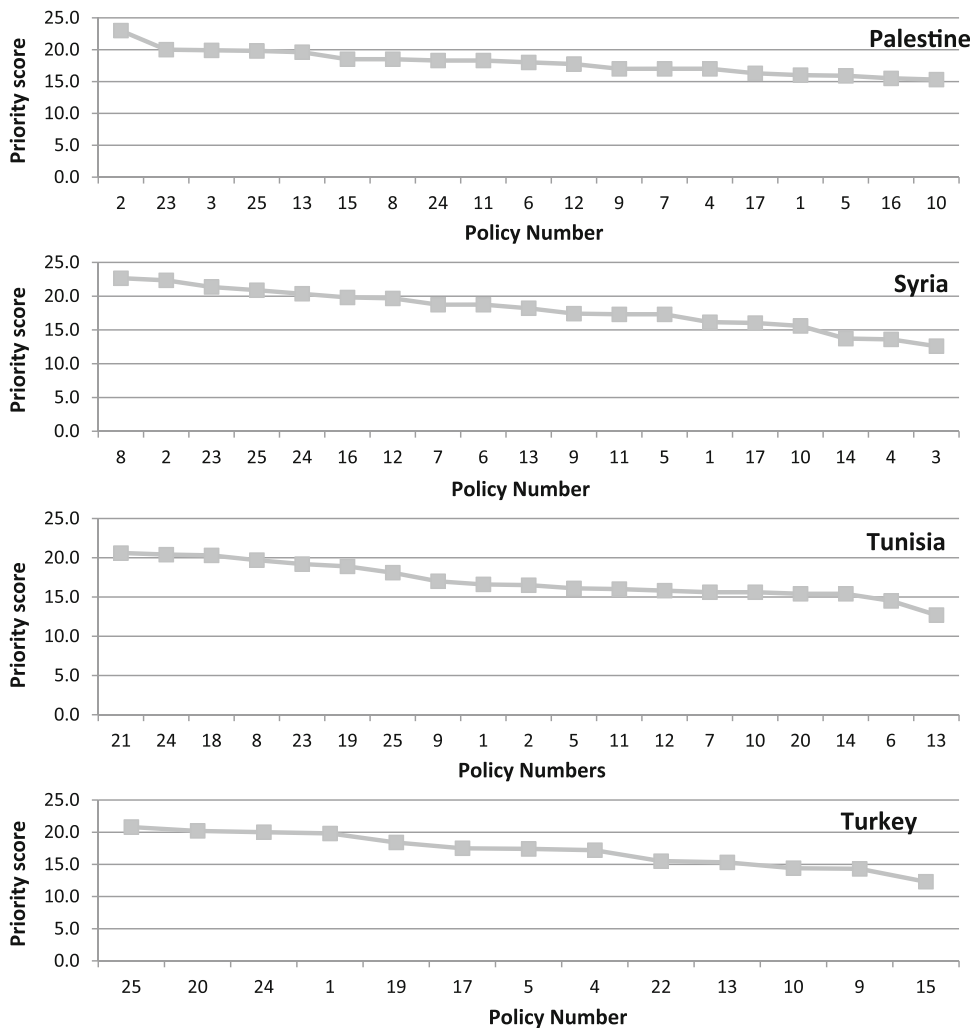 25.0
Palestine
20.0
15.0
10.0
5.0
0.0
Priority score
2 23 3 25 13 15 8 24 11 6 12 9 7 4 17 1 5 16 10
Policy Number
25.0
Syria
20.0
15.0
10.0
5.0
0.0
Priority score
8 2 23 25 24 16 12 7 6 13 9 11 5 1 17 10 14 4 3
Policy Number
25.0
Tunisia
20.0
15.0
10.0
5.0
0.0
Priority score
21 24 18 8 23 19 25 9 1 2 5 11 12 7 10 20 14 6 13
Policy Numbers
25.0
Turkey
20.0
15.0
10.0
5.0
0.0
Priority score
25 20 24 1 19 17 5 4 22 13 10 9 15
Policy Number